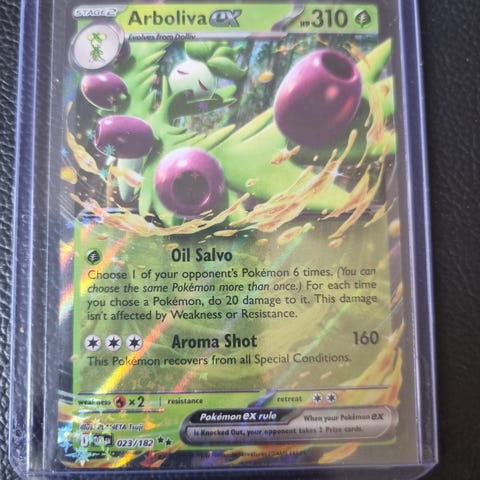 STAGE 2
Arboliva ex
HP 310
Evolves from Dolliv
Oil Salvo
Choose 1 of your opponent's Pokémon 6 times. (You can
choose the same Pokémon more than once.) For each time
you chose a Pokémon, do 20 damage to it. This damage
isn't affected by Weakness or Resistance.
Aroma Shot 160
This Pokémon recovers from all Special Conditions.
weakness ×2 resistance retreat
Pokémon ex rule
When your Pokémon ex
is Knocked Out, your opponent takes 2 Prize cards.
Illus. PLANETA Tsuji
023/182